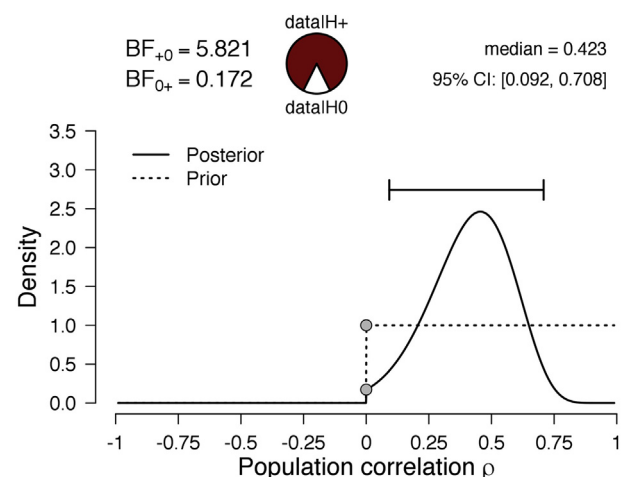 data|H+
BF+0 = 5.821
BF0+ = 0.172
data|H0
median = 0.423
95% CI: [0.092, 0.708]
Posterior
Prior
3.5
3.0
2.5
2.0
1.5
1.0
0.5
0.0
Density
-1 -0.75 -0.5 -0.25 0 0.25 0.5 0.75 1
Population correlation ρ